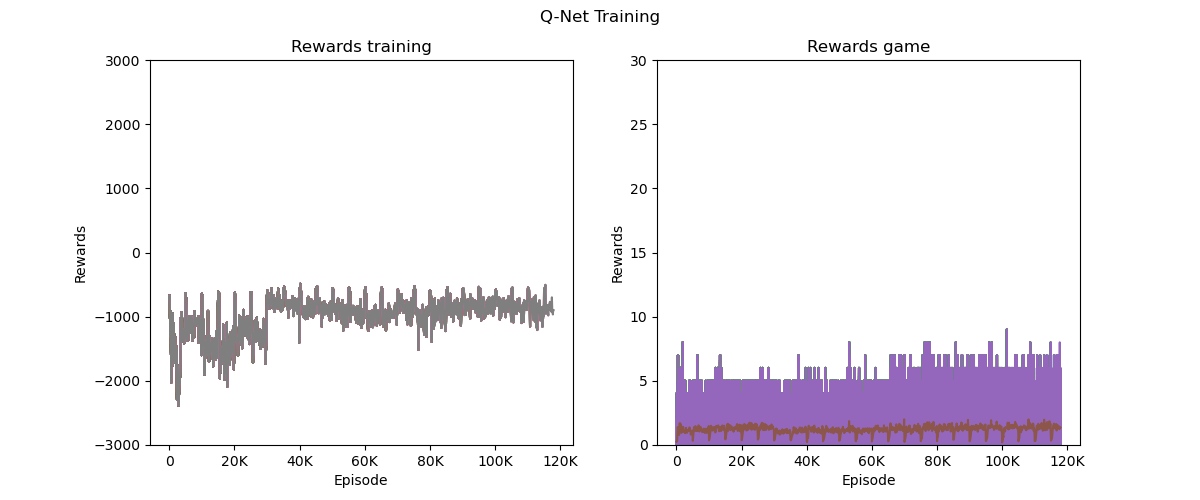 Q-Net Training
Rewards training
3000
2000
1000
0
−1000
−2000
−3000
Rewards
0
20K
40K
60K
80K
100K
120K
Episode
Rewards game
30
25
20
15
10
5
0
Rewards
0
20K
40K
60K
80K
100K
120K
Episode